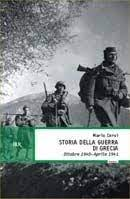 Mario Cervi
STORIA DELLA GUERRA
DI GRECIA
Ottobre 1940-Aprile 1941